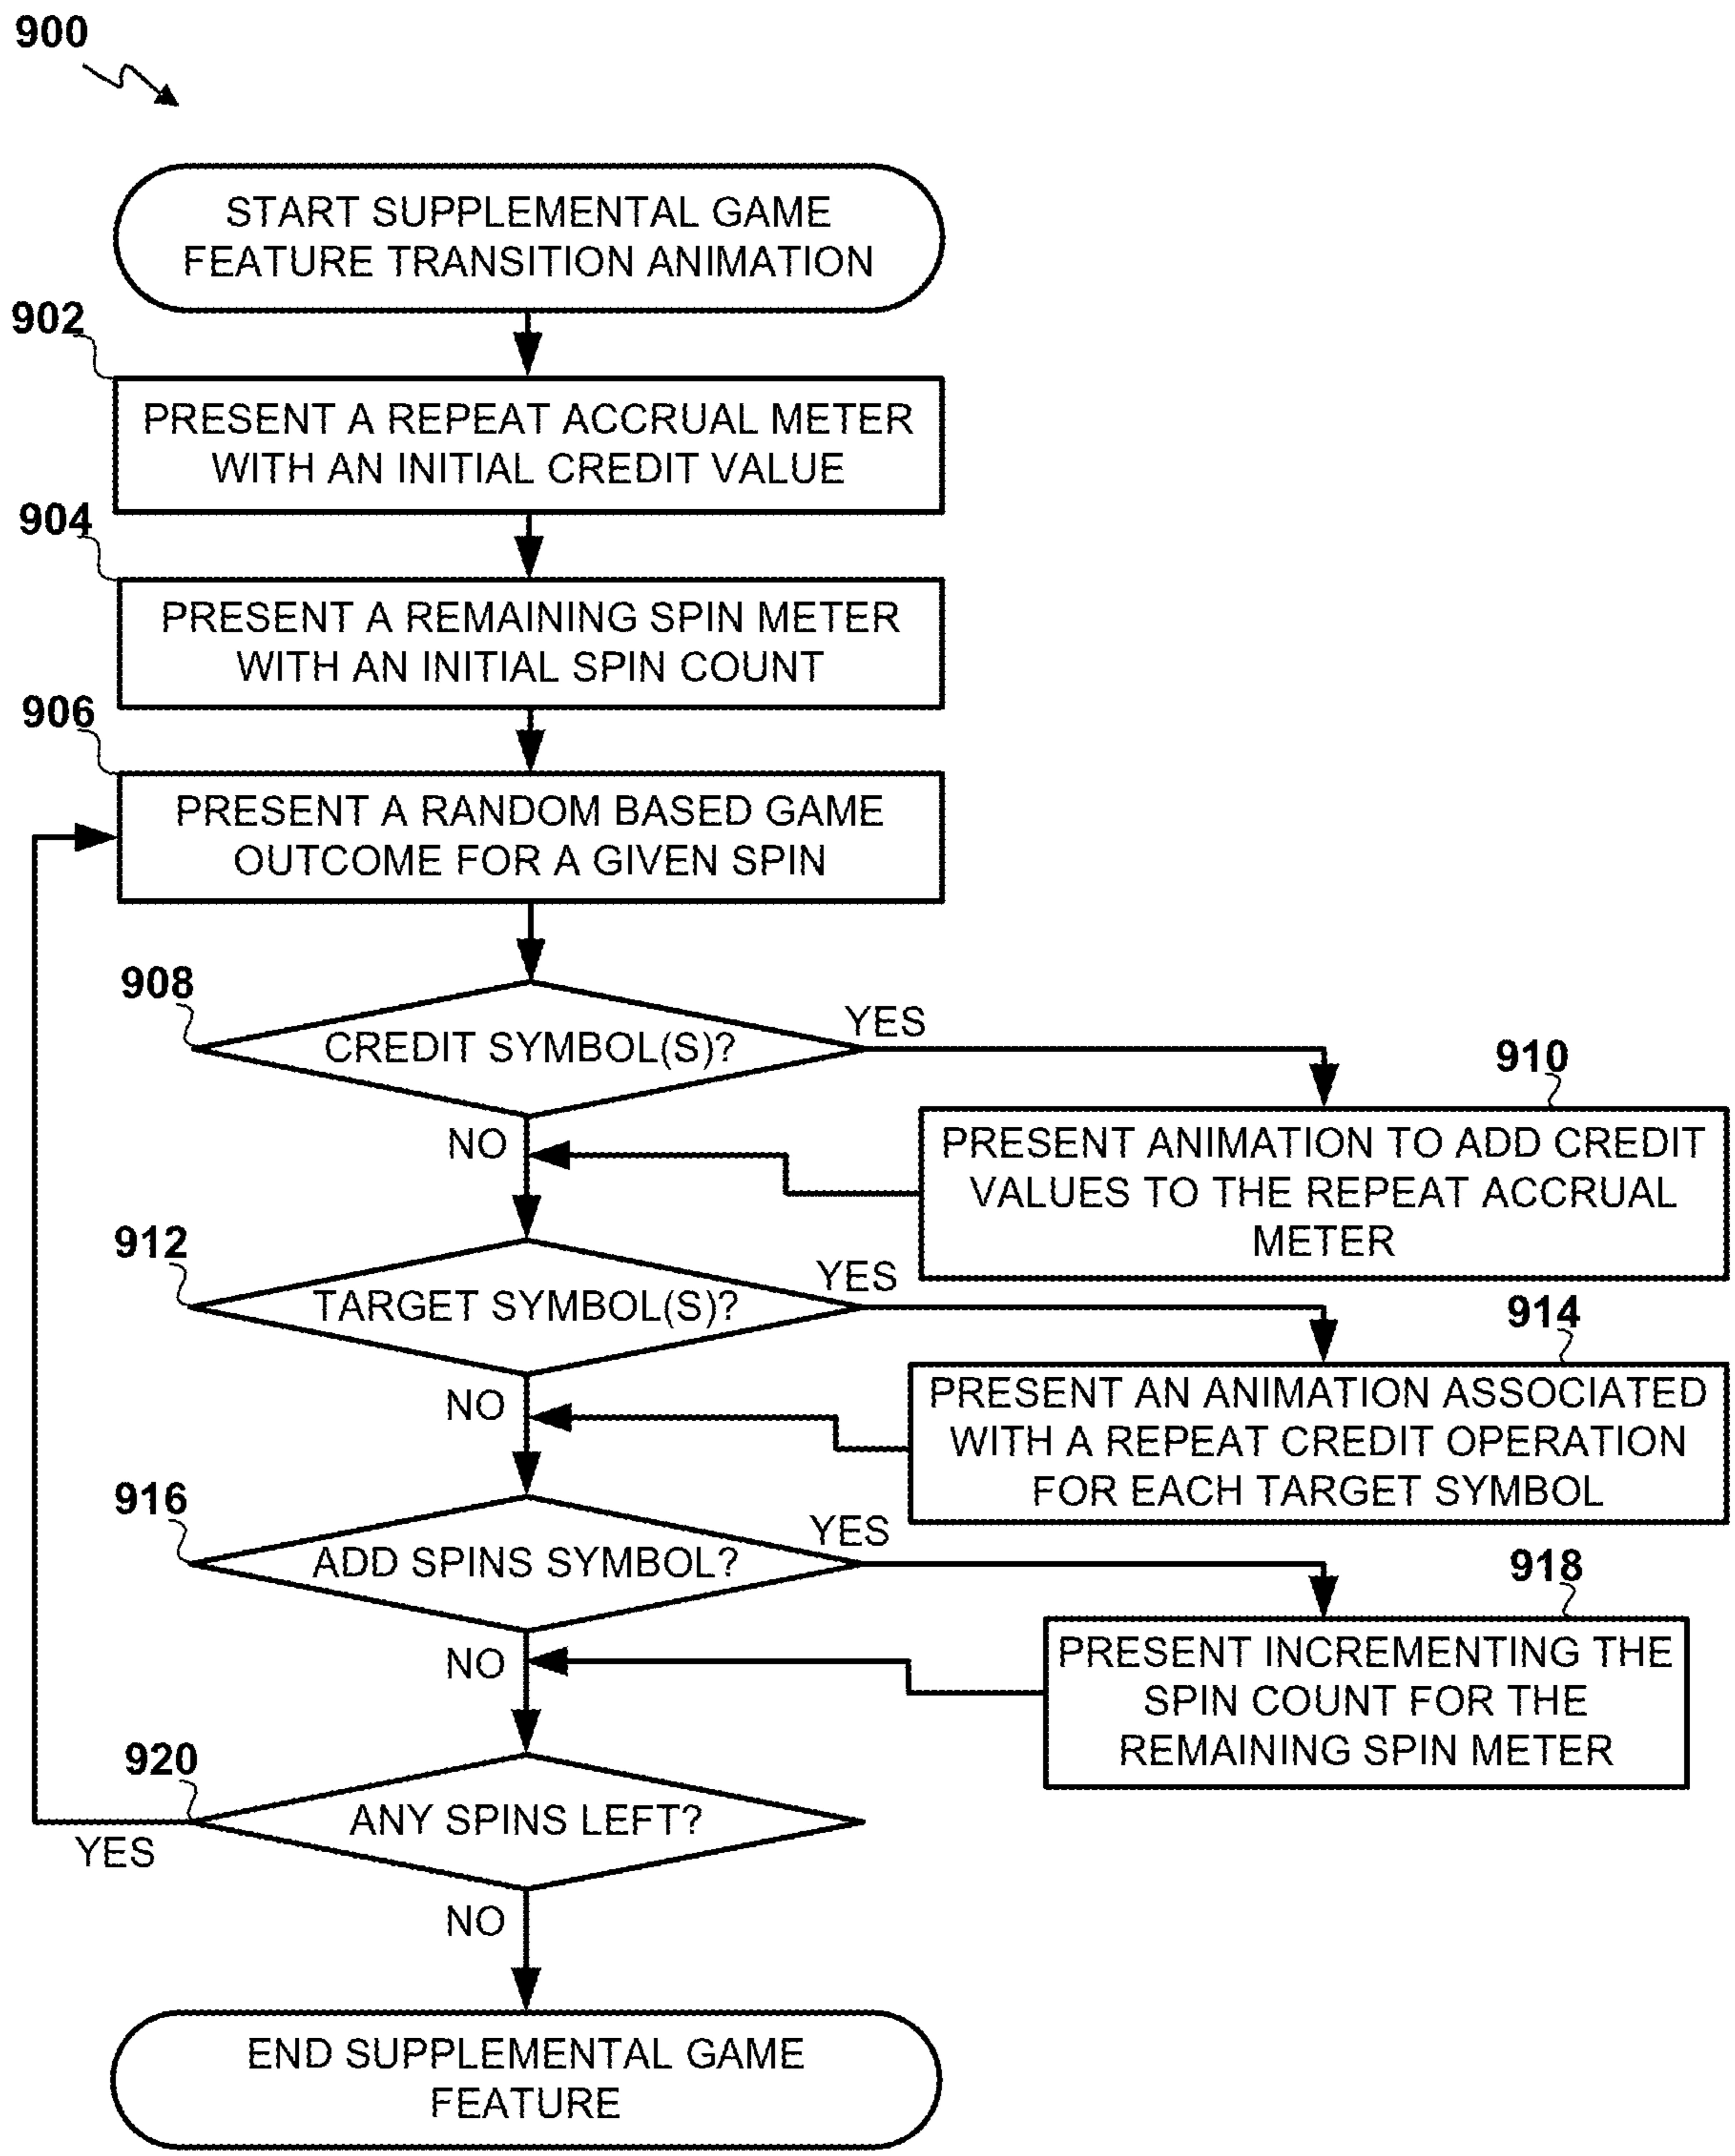 900
START SUPPLEMENTAL GAME
FEATURE TRANSITION ANIMATION
902
PRESENT A REPEAT ACCRUAL METER
WITH AN INITIAL CREDIT VALUE
904
PRESENT A REMAINING SPIN METER
WITH AN INITIAL SPIN COUNT
906
PRESENT A RANDOM BASED GAME
OUTCOME FOR A GIVEN SPIN
908
CREDIT SYMBOL(S)?
YES
910
PRESENT ANIMATION TO ADD CREDIT
VALUES TO THE REPEAT ACCRUAL
METER
NO
912
TARGET SYMBOL(S)?
YES
914
PRESENT AN ANIMATION ASSOCIATED
WITH A REPEAT CREDIT OPERATION
FOR EACH TARGET SYMBOL
NO
916
ADD SPINS SYMBOL?
YES
918
PRESENT INCREMENTING THE
SPIN COUNT FOR THE
REMAINING SPIN METER
NO
920
ANY SPINS LEFT?
YES
NO
END SUPPLEMENTAL GAME
FEATURE